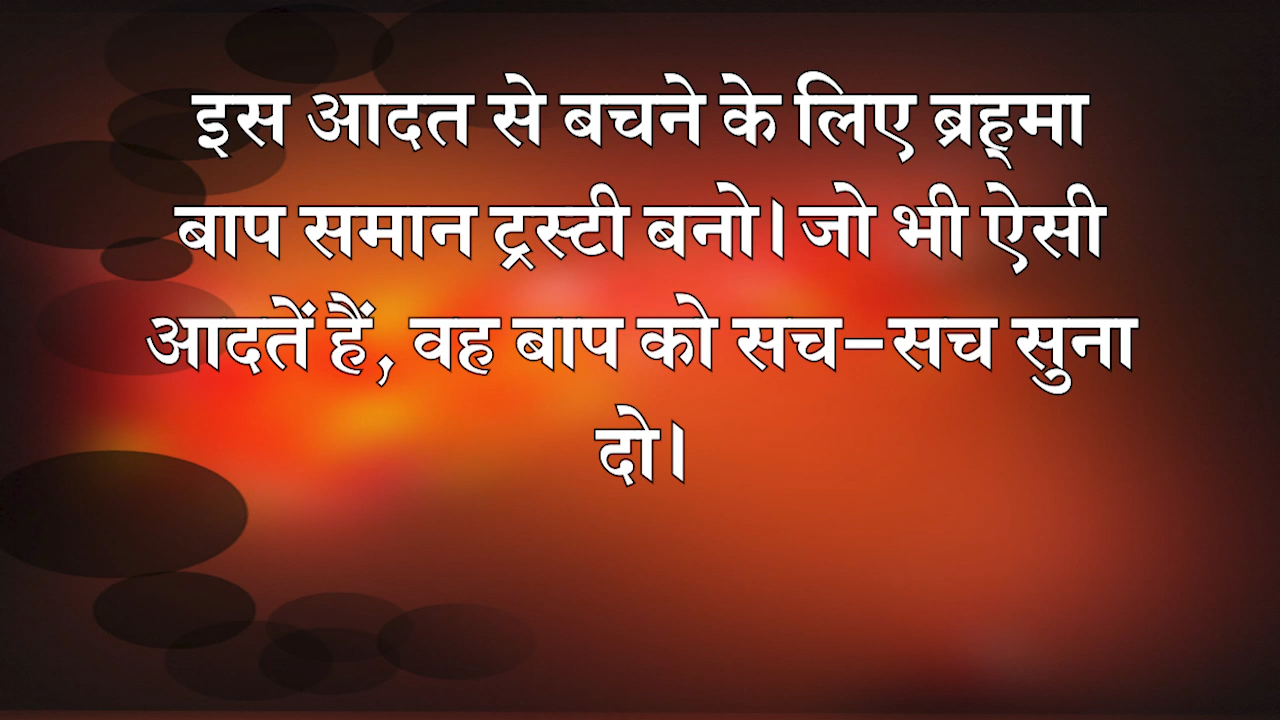 इस आदत से बचने के लिए ब्रह्मा
बाप समान ट्रस्टी बनो। जो भी ऐसी
आदतें हैं, वह बाप को सच-सच सुना
दो।